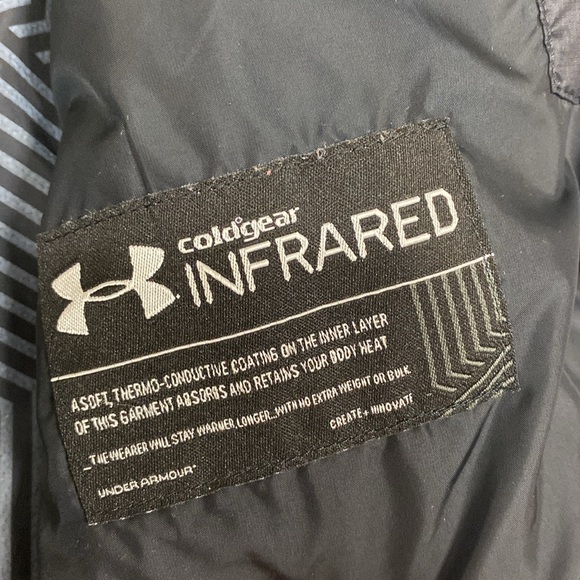 coldgear
INFRARED
A SOFT, THERMO-CONDUCTIVE COATING ON THE INNER LAYER
OF THIS GARMENT ABSORBS AND RETAINS YOUR BODY HEAT
_THE WEARER WILL STAY WARMER LONGER...WITH NO EXTRA WEIGHT OR BULK
CREATE + INNOVATE
UNDER ARMOUR